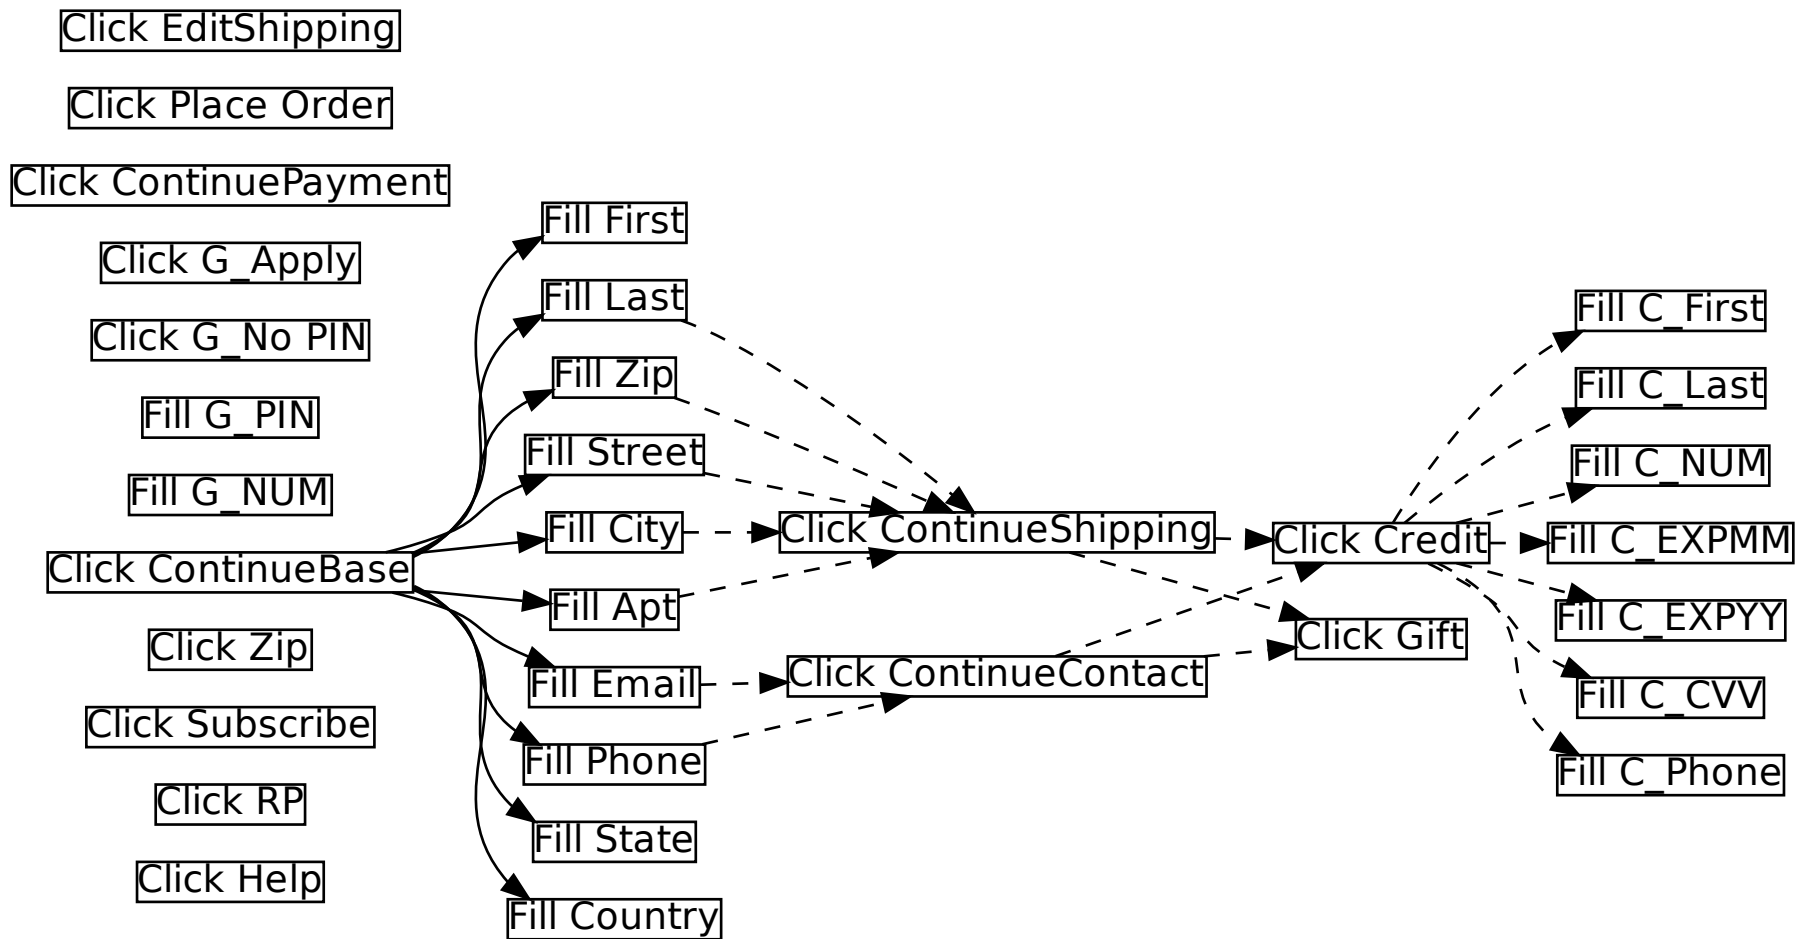 Click EditShipping
Click Place Order
Click ContinuePayment
Click G_Apply
Click G_No PIN
Fill G_PIN
Fill G_NUM
Click ContinueBase
Click Zip
Click Subscribe
Click RP
Click Help
Fill First
Fill Last
Fill Zip
Fill Street
Fill City
Fill Apt
Fill Email
Fill Phone
Fill State
Fill Country
Click ContinueShipping
Click ContinueContact
Click Credit
Click Gift
Fill C_First
Fill C_Last
Fill C_NUM
Fill C_EXPMM
Fill C_EXPYY
Fill C_CVV
Fill C_Phone